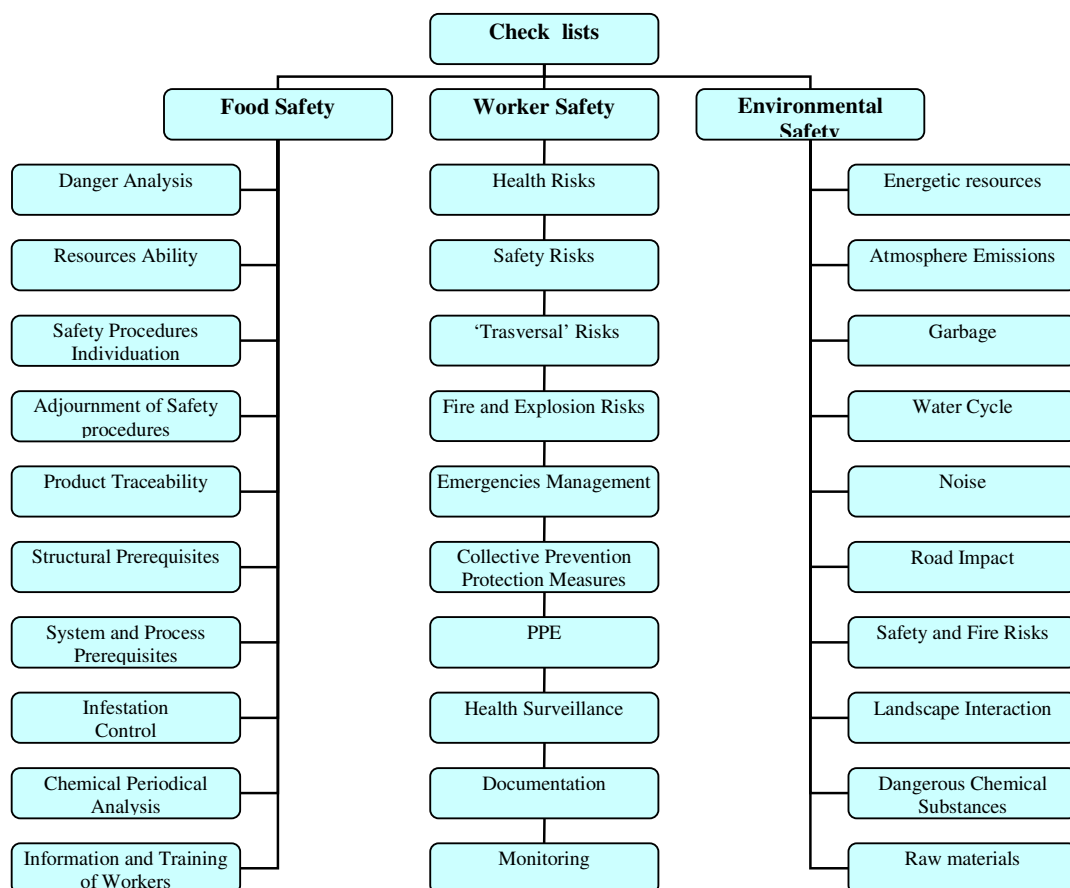 Check lists
Food Safety
Worker Safety
Environmental
Safety
Danger Analysis
Resources Ability
Safety Procedures
Individuation
Adjournment of Safety
procedures
Product Traceability
Structural Prerequisites
System and Process
Prerequisites
Infestation
Control
Chemical Periodical
Analysis
Information and Training
of Workers
Health Risks
Safety Risks
‘Trasversal’ Risks
Fire and Explosion Risks
Emergencies Management
Collective Prevention
Protection Measures
PPE
Health Surveillance
Documentation
Monitoring
Energetic resources
Atmosphere Emissions
Garbage
Water Cycle
Noise
Road Impact
Safety and Fire Risks
Landscape Interaction
Dangerous Chemical
Substances
Raw materials